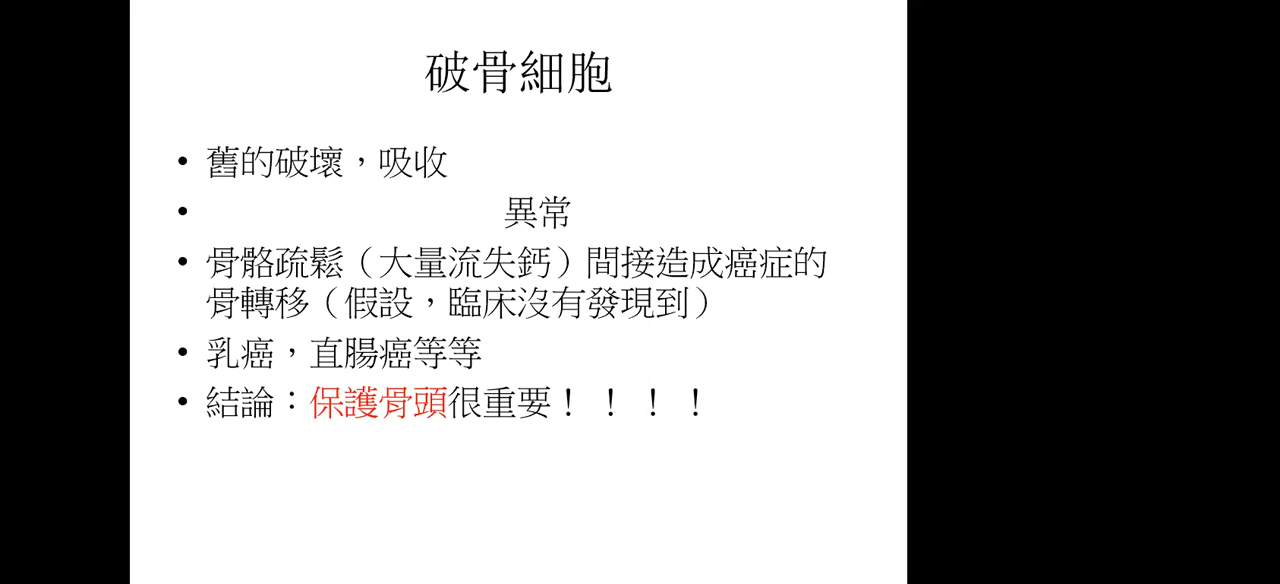 破骨細胞
• 舊的破壞，吸收
• 異常
• 骨骼疏鬆（大量流失鈣）間接造成癌症的
骨轉移（假設，臨床沒有發現到）
• 乳癌，直腸癌等等
• 結論：保護骨頭很重要！！！！